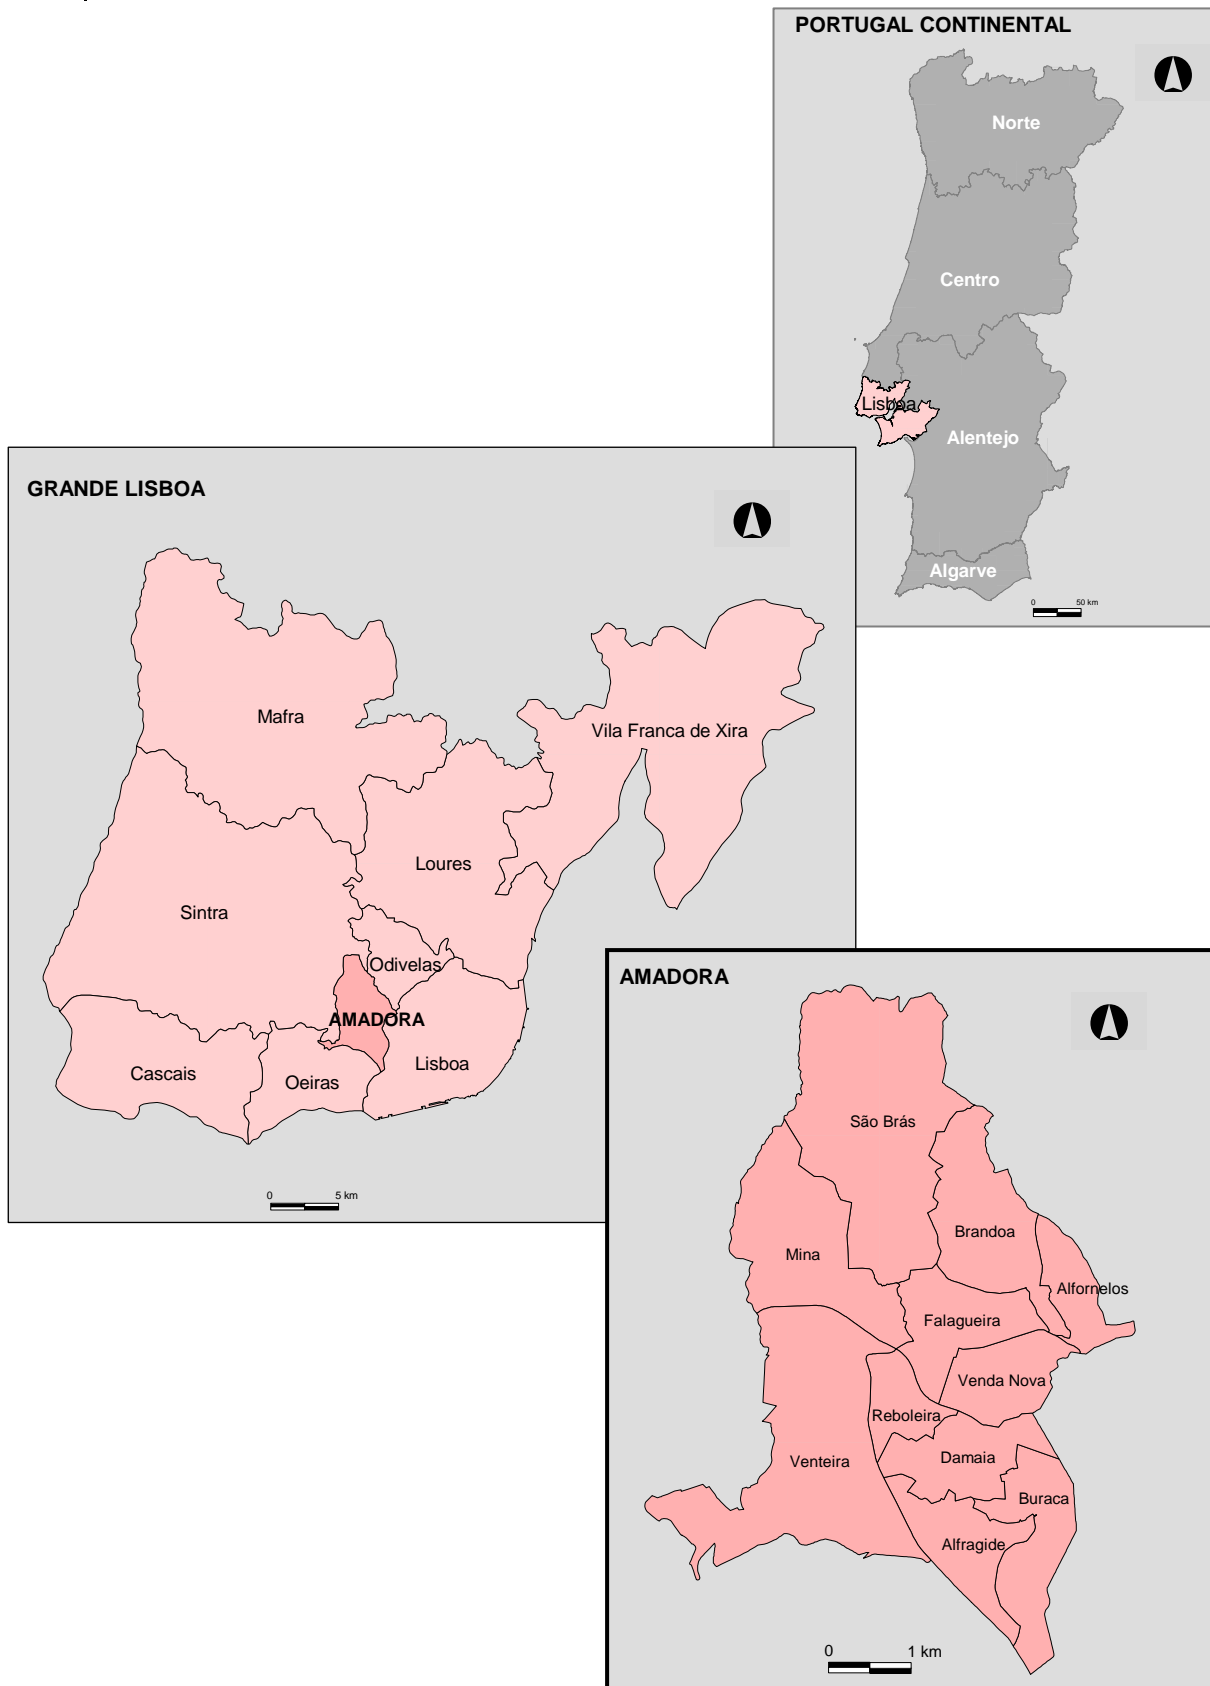 PORTUGAL CONTINENTAL
Norte
Centro
Lisboa
Alentejo
Algarve
0 50 km
GRANDE LISBOA
Mafra
Vila Franca de Xira
Loures
Sintra
Odivelas
AMADORA
Lisboa
Cascais
Oeiras
0 5 km
AMADORA
São Brás
Brandoa
Mina
Alfornelos
Falagueira
Venda Nova
Reboleira
Damaia
Venteira
Buraca
Alfragide
0 1 km